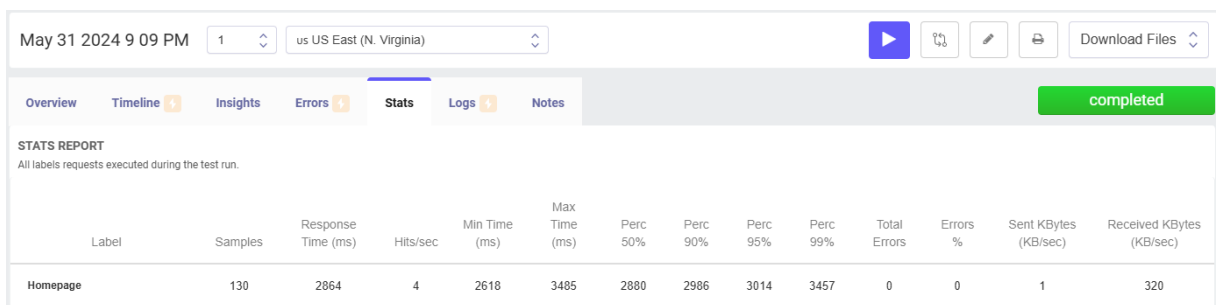 May 31 2024 9 09 PM 1 us US East (N. Virginia) Download Files
Overview Timeline Insights Errors Stats Logs Notes completed
STATS REPORT
All labels requests executed during the test run.
Label Samples Response Time (ms) Hits/sec Min Time (ms) Max Time (ms) Perc 50% Perc 90% Perc 95% Perc 99% Total Errors Errors % Sent KBytes (KB/sec) Received KBytes (KB/sec)
Homepage 130 2864 4 2618 3485 2880 2986 3014 3457 0 0 1 320